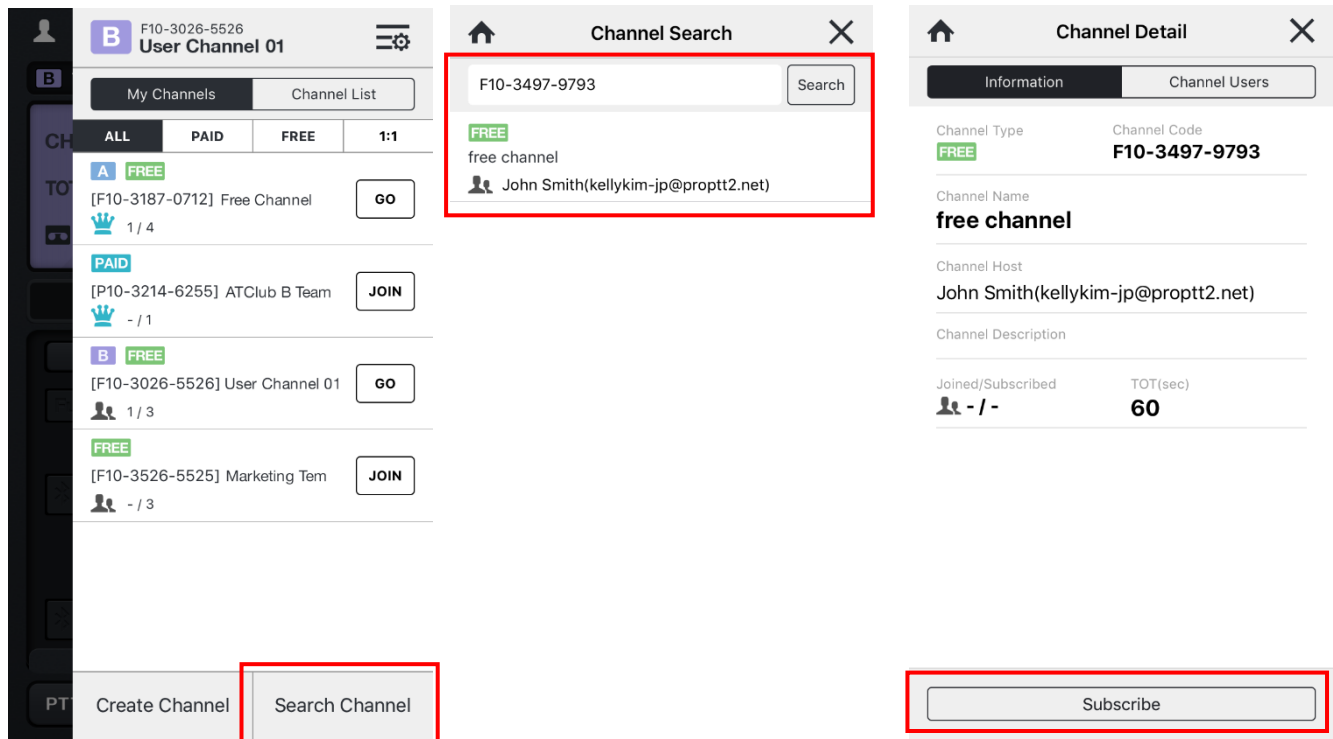 B
F10-3026-5526
User Channel 01
B
My Channels
Channel List
ALL
PAID
FREE
1:1
CH
TO
A FREE
[F10-3187-0712] Free Channel
GO
1 / 4
PAID
[P10-3214-6255] ATClub B Team
JOIN
- / 1
B FREE
[F10-3026-5526] User Channel 01
GO
1 / 3
FREE
[F10-3526-5525] Marketing Tem
JOIN
- / 3
PT
Create Channel
Search Channel
Channel Search
F10-3497-9793
Search
FREE
free channel
John Smith(kellykim-jp@proptt2.net)
Channel Detail
Information
Channel Users
Channel Type
Channel Code
FREE
F10-3497-9793
Channel Name
free channel
Channel Host
John Smith(kellykim-jp@proptt2.net)
Channel Description
Joined/Subscribed
TOT(sec)
- / -
60
Subscribe